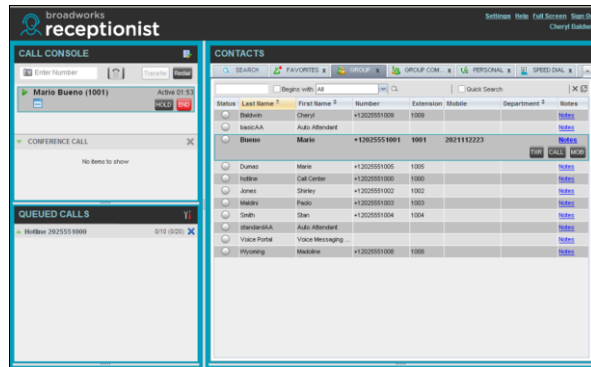 broadworks
receptionist
Settings Help Full Screen Sign O
Cheryl Baldw
CALL CONSOLE
Enter Number Transfer Redial
Mario Bueno (1001) Active 01:53
HOLD END
CONFERENCE CALL
No items to show
QUEUED CALLS
Hotline 2025551000 0/10 (0/20)
CONTACTS
SEARCH FAVORITES x GROUP x GROUP COM... x PERSONAL x SPEED DIAL x
Begins with All Quick Search
Status Last Name First Name Number Extension Mobile Department Notes
Baldwin Cheryl +12025551009 1009 Notes
basicAA Auto Attendant Notes
Bueno Mario +12025551001 1001 2021112223 Notes
TXR CALL MOB
Dumas Marie +12025551005 1005 Notes
hotline Call Center +12025551000 1000 Notes
Jones Shirley +12025551002 1002 Notes
Maldini Paolo +12025551003 1003 Notes
Smith Stan +12025551004 1004 Notes
standardAA Auto Attendant Notes
Voice Portal Voice Messaging ... Notes
Wyoming Madoline +12025551008 1008 Notes